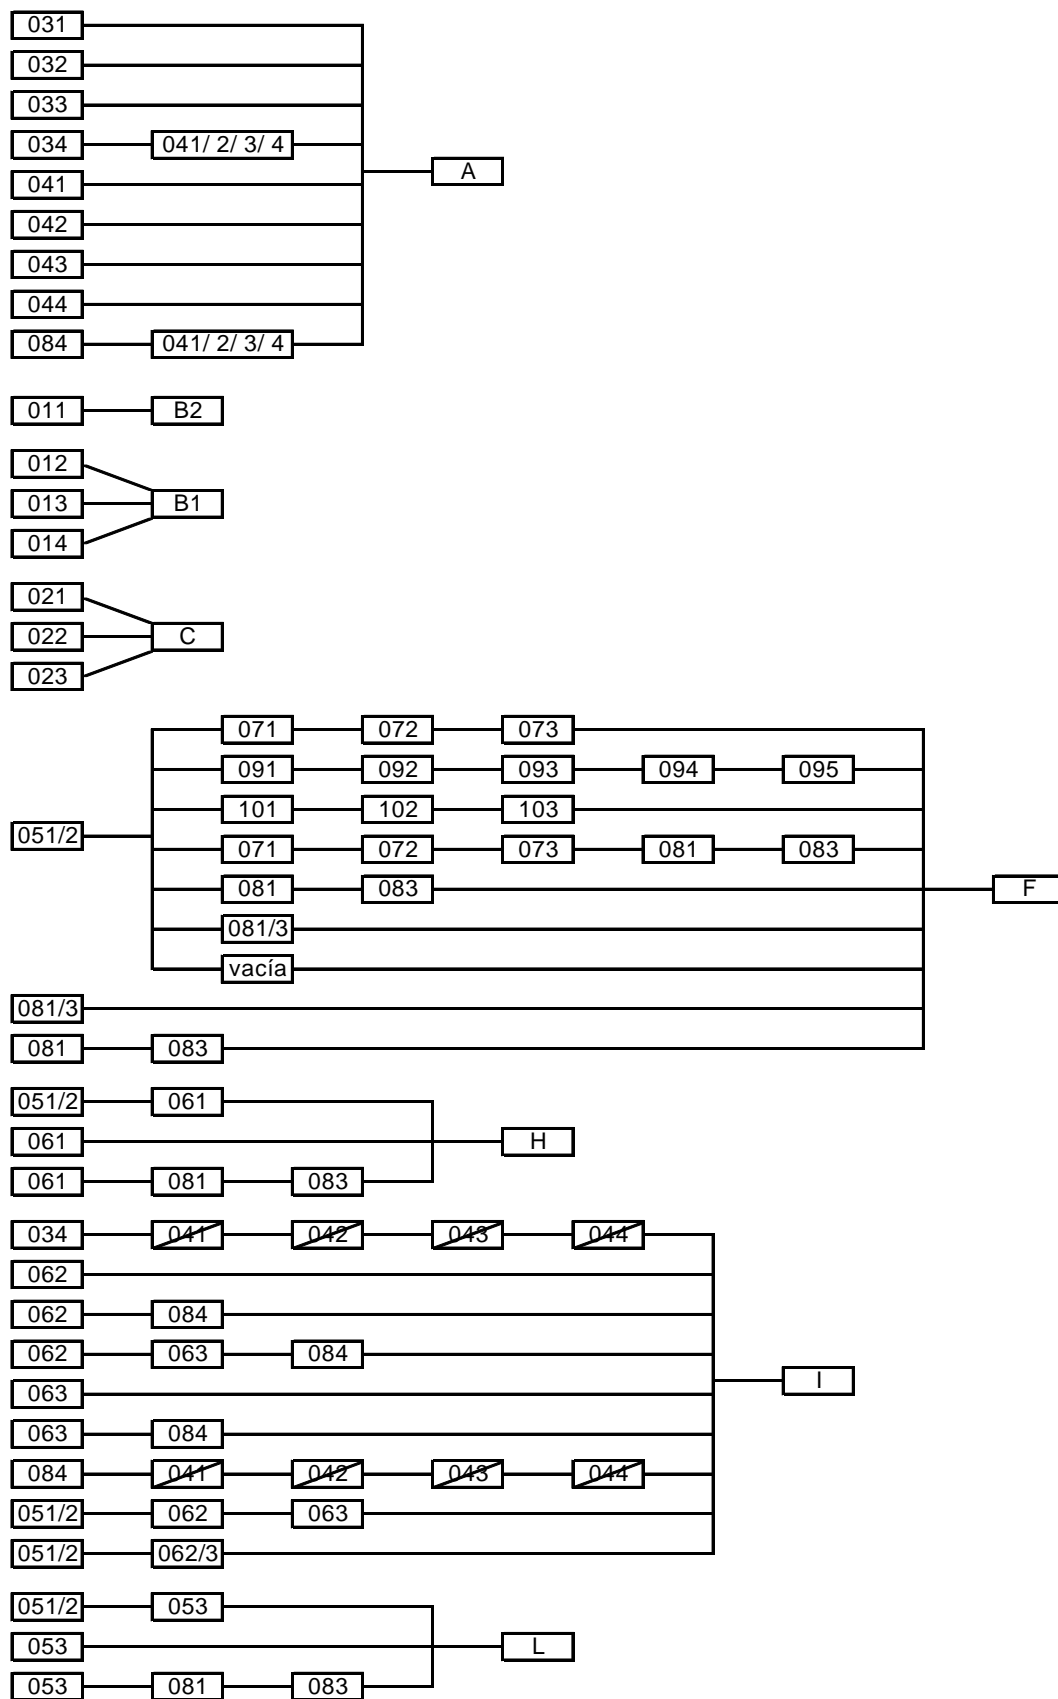 031
032
033
034 041/ 2/ 3/ 4
A
041
042
043
044
084 041/ 2/ 3/ 4
011 B2
012
013 B1
014
021
022 C
023
071 072 073
091 092 093 094 095
101 102 103
051/2
071 072 073 081 083
081 083 F
081/3
vacía
081/3
081 083
051/2 061
061 H
061 081 083
034 041 042 043 044
062
062 084
062 063 084
I
063
063 084
084 041 042 043 044
051/2 062 063
051/2 062/3
051/2 053
053 L
053 081 083